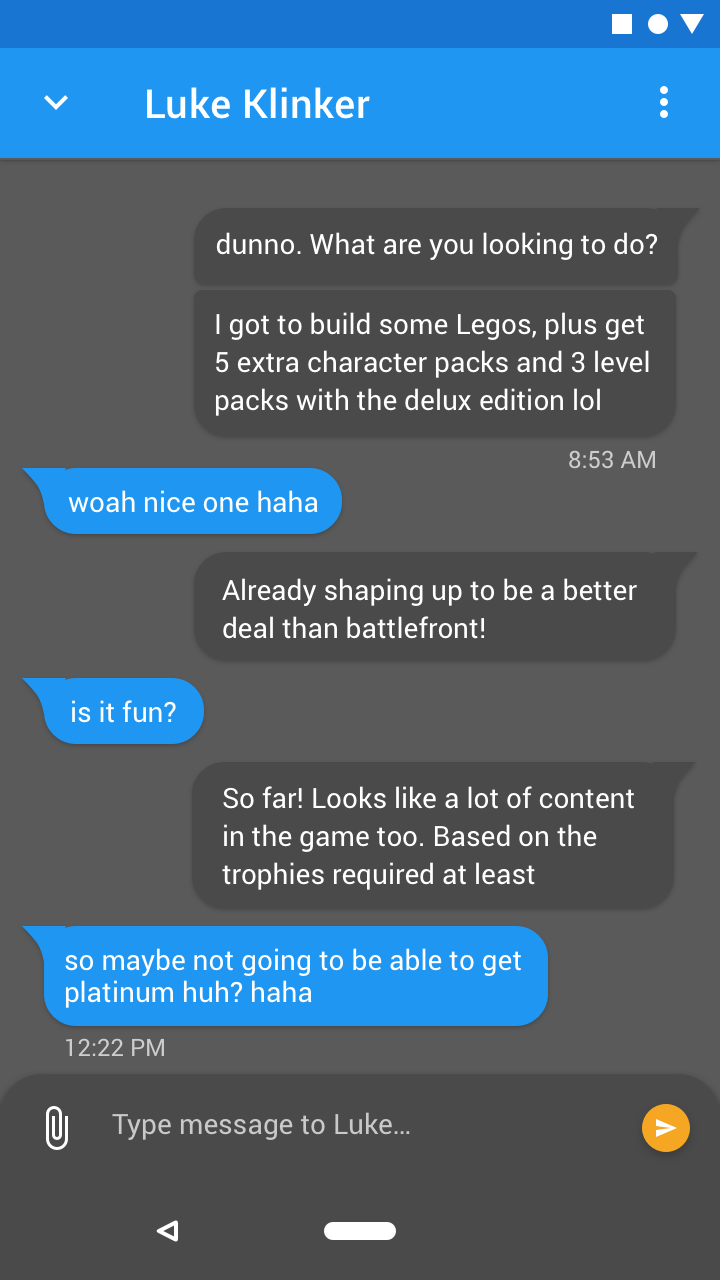 Luke Klinker
dunno. What are you looking to do?
I got to build some Legos, plus get
5 extra character packs and 3 level
packs with the delux edition lol
8:53 AM
woah nice one haha
Already shaping up to be a better
deal than battlefront!
is it fun?
So far! Looks like a lot of content
in the game too. Based on the
trophies required at least
so maybe not going to be able to get
platinum huh? haha
12:22 PM
Type message to Luke...